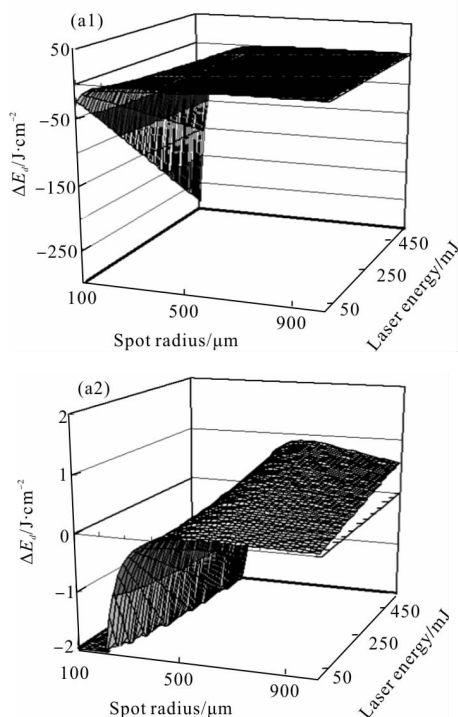 (a1)
50
−50
−150
−250
ΔE_d/J·cm⁻²
100
500
900
Spot radius/μm
50
250
450
Laser energy/mJ
(a2)
2
1
0
−1
−2
ΔE_d/J·cm⁻²
100
500
900
Spot radius/μm
50
250
450
Laser energy/mJ